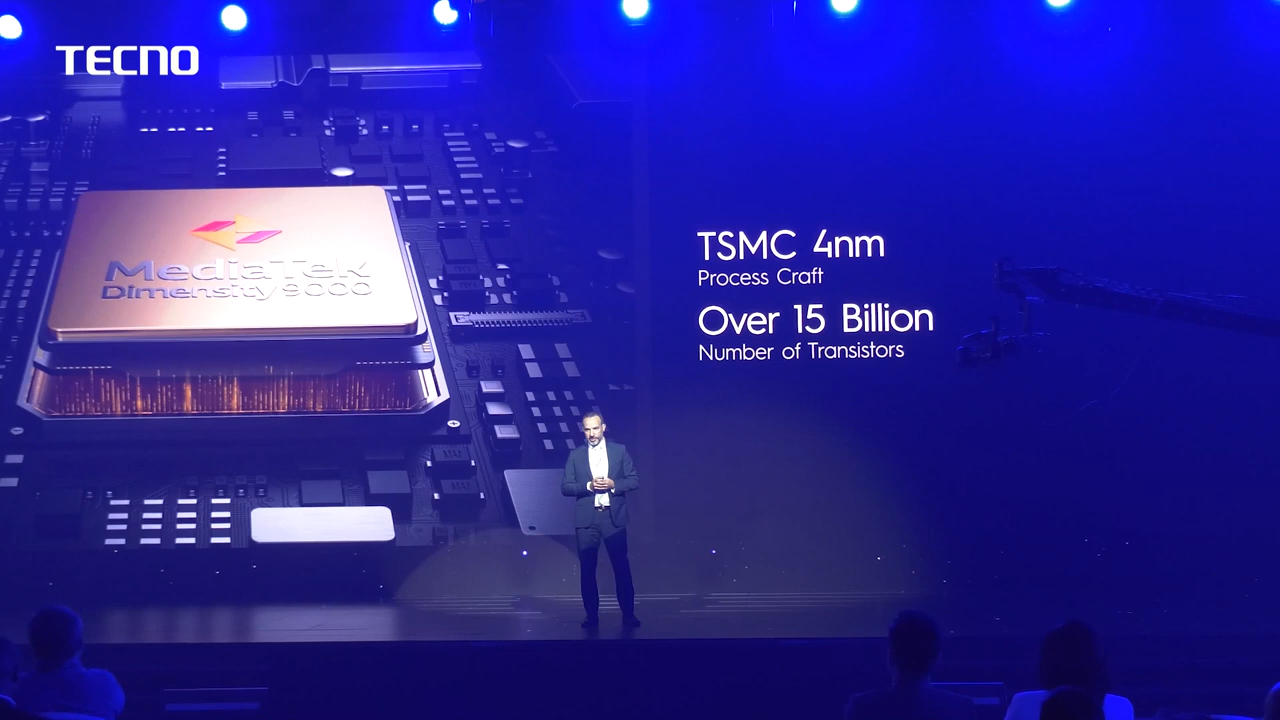 TECNO
MediaTek
Dimensity 9000
TSMC 4nm
Process Craft
Over 15 Billion
Number of Transistors